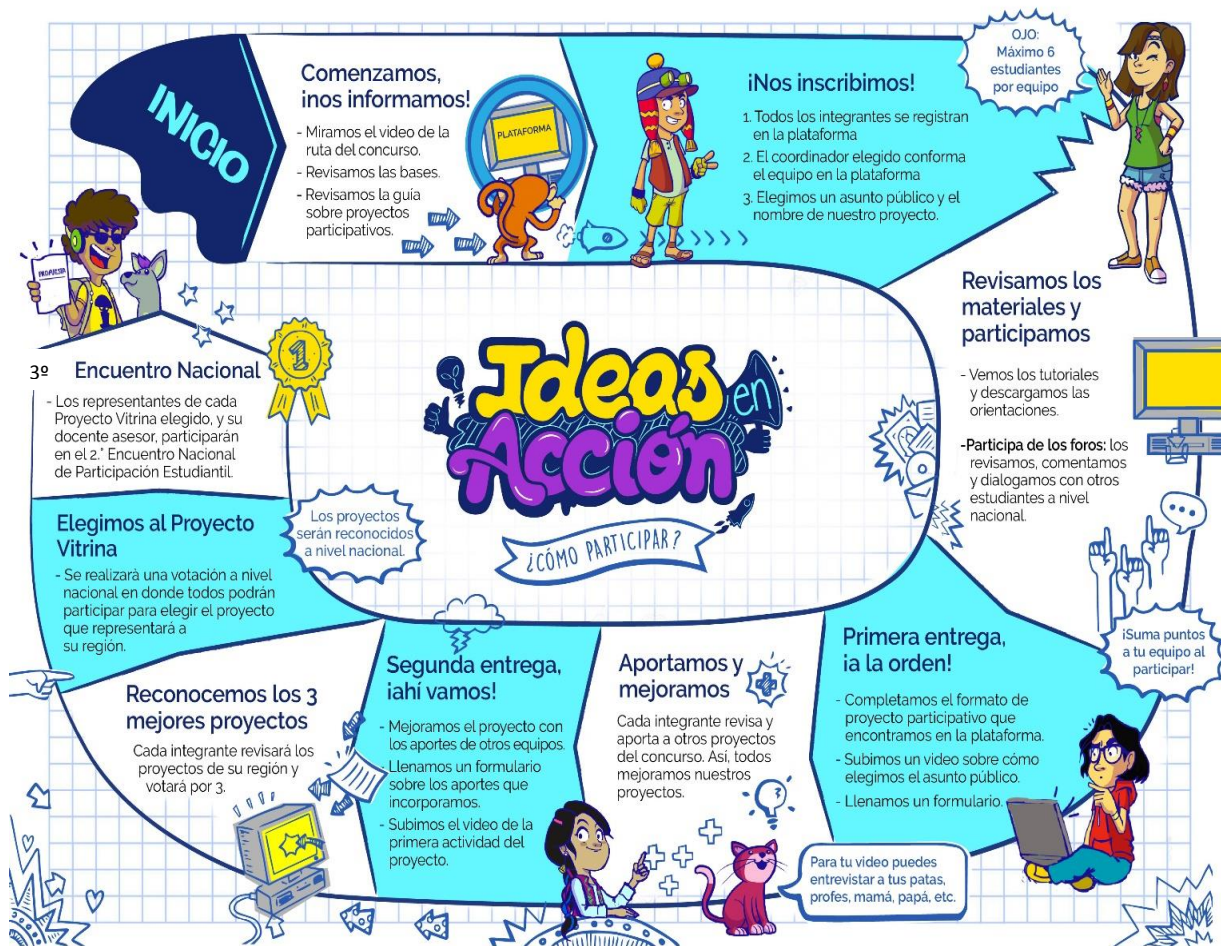 INICIO
Comenzamos,
¡nos informamos!
- Miramos el video de la
ruta del concurso.
- Revisamos las bases.
- Revisamos la guía
sobre proyectos
participativos.
PLATAFORMA
¡Nos inscribimos!
1. Todos los integrantes se registran
en la plataforma
2. El coordinador elegido conforma
el equipo en la plataforma
3. Elegimos un asunto público y el
nombre de nuestro proyecto.
OJO:
Máximo 6
estudiantes
por equipo
Revisamos los
materiales y
participamos
- Vemos los tutoriales
y descargamos las
orientaciones.
-Participa de los foros: los
revisamos, comentamos
y dialogamos con otros
estudiantes a nivel
nacional.
¡Suma puntos
a tu equipo al
participar!
Primera entrega,
¡a la orden!
- Completamos el formato de
proyecto participativo que
encontramos en la plataforma.
- Subimos un video sobre cómo
elegimos el asunto público.
- Llenamos un formulario.
Para tu video puedes
entrevistar a tus patas,
profes, mamá, papá, etc.
Aportamos y
mejoramos
Cada integrante revisa y
aporta a otros proyectos
del concurso. Así, todos
mejoramos nuestros
proyectos.
Segunda entrega,
¡ahí vamos!
- Mejoramos el proyecto con
los aportes de otros equipos.
- Llenamos un formulario
sobre los aportes que
incorporamos.
- Subimos el video de la
primera actividad del
proyecto.
Reconocemos los 3
mejores proyectos
Cada integrante revisará los
proyectos de su región y
votará por 3.
Elegimos al Proyecto
Vitrina
- Se realizará una votación a nivel
nacional en donde todos podrán
participar para elegir el proyecto
que representará a
su región.
Los proyectos
serán reconocidos
a nivel nacional.
3º Encuentro Nacional
- Los representantes de cada
Proyecto Vitrina elegido, y su
docente asesor, participarán
en el 2.° Encuentro Nacional
de Participación Estudiantil.
1
Ideas en
Acción
¿CÓMO PARTICIPAR?